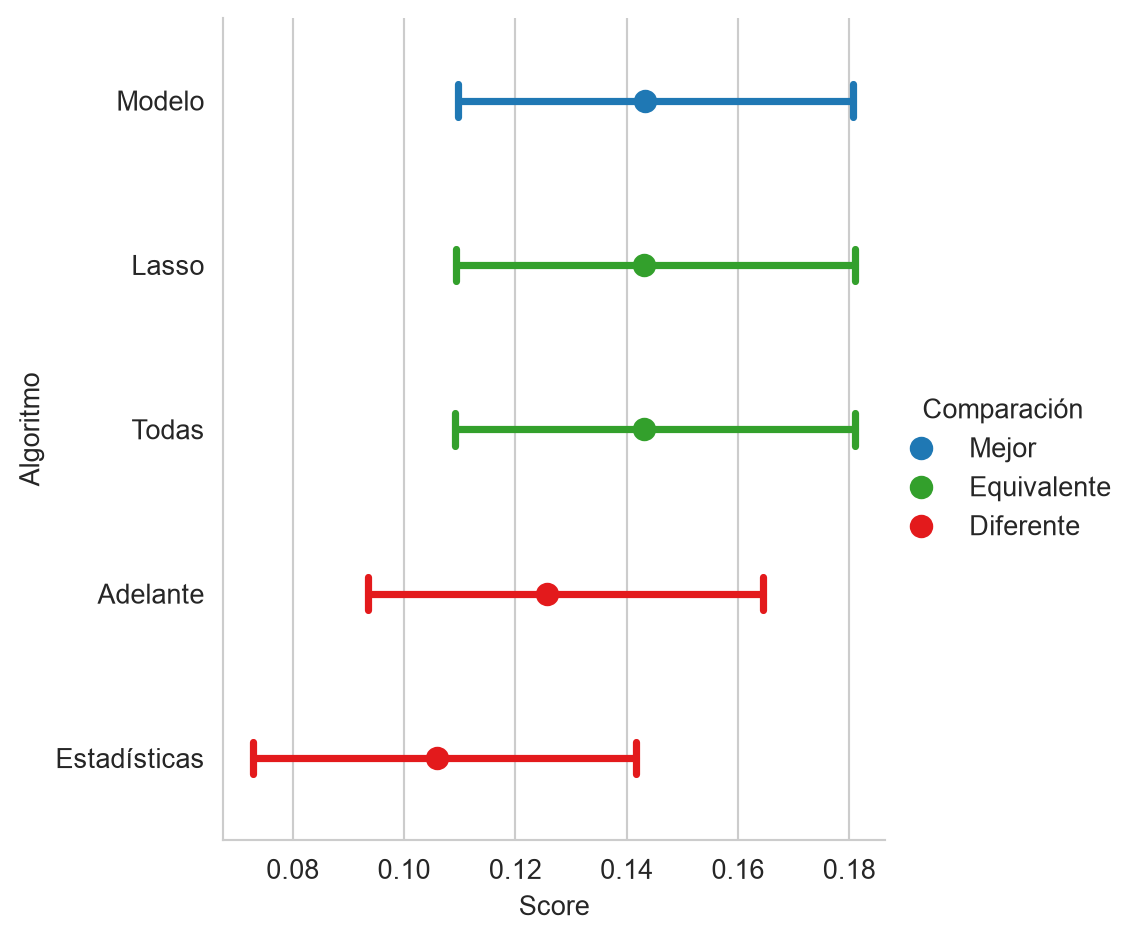 Modelo
Lasso
Todas
Adelante
Estadísticas
Algoritmo
0.08 0.10 0.12 0.14 0.16 0.18
Score
Comparación
Mejor
Equivalente
Diferente